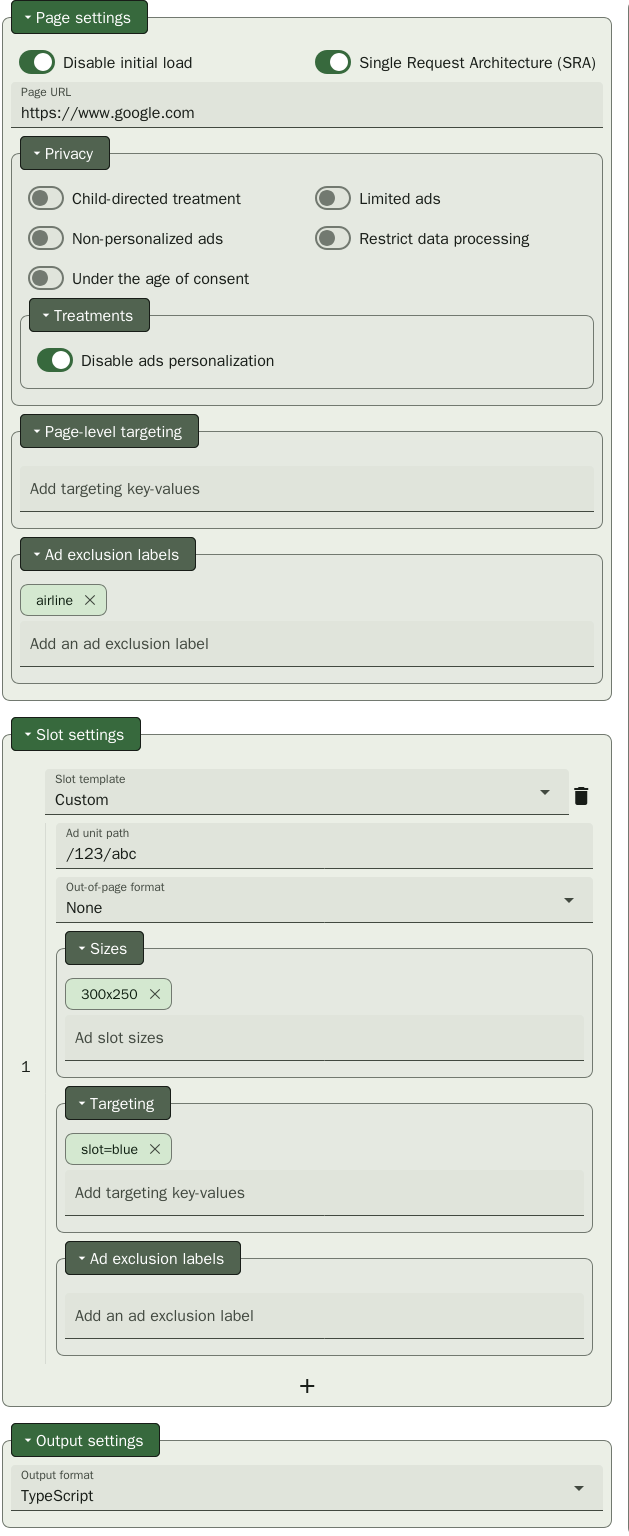 Page settings
Disable initial load
Single Request Architecture (SRA)
Page URL
https://www.google.com
Privacy
Child-directed treatment
Limited ads
Non-personalized ads
Restrict data processing
Under the age of consent
Treatments
Disable ads personalization
Page-level targeting
Add targeting key-values
Ad exclusion labels
airline
Add an ad exclusion label
Slot settings
Slot template
Custom
Ad unit path
/123/abc
Out-of-page format
None
Sizes
300x250
Ad slot sizes
1
Targeting
slot=blue
Add targeting key-values
Ad exclusion labels
Add an ad exclusion label
+
Output settings
Output format
TypeScript